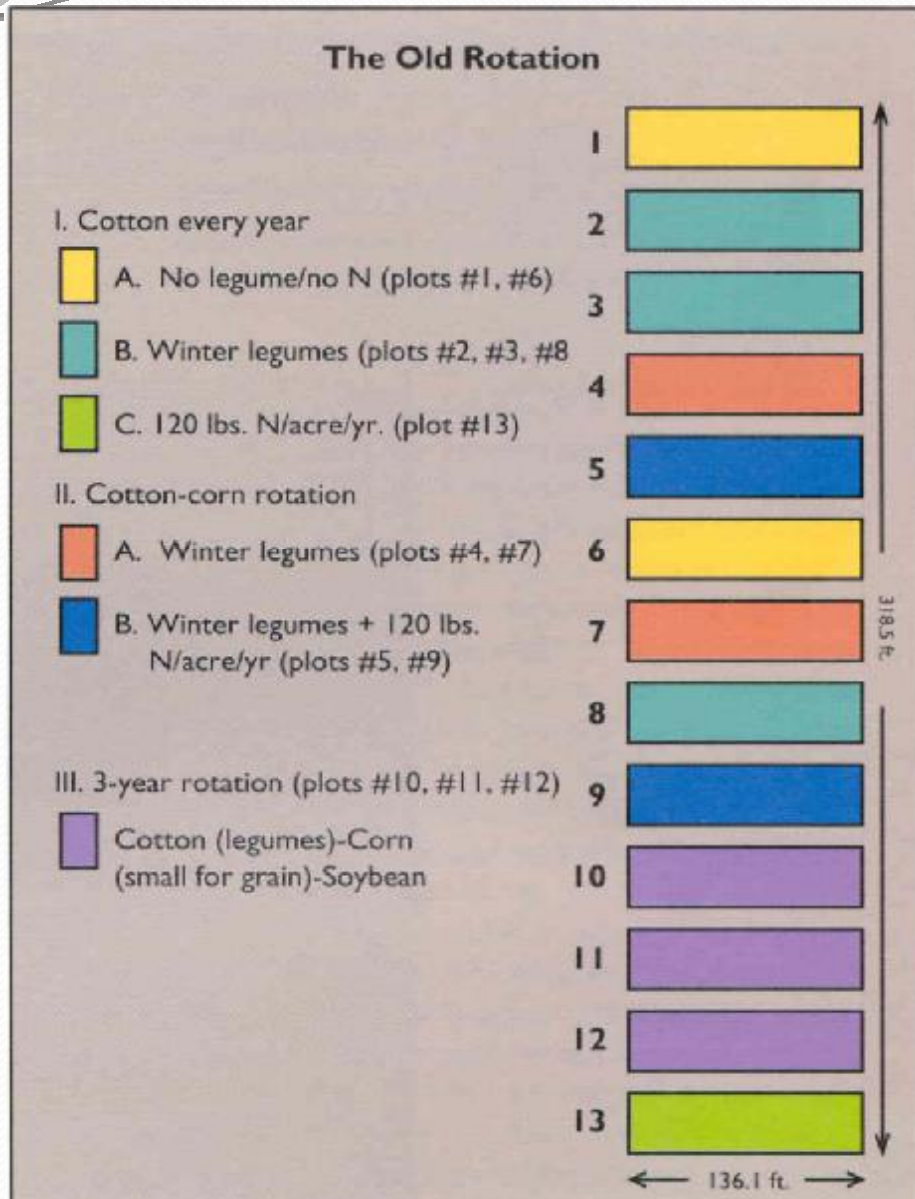 The Old Rotation
I. Cotton every year
A. No legume/no N (plots #1, #6)
B. Winter legumes (plots #2, #3, #8
C. 120 lbs. N/acre/yr. (plot #13)
II. Cotton-corn rotation
A. Winter legumes (plots #4, #7)
B. Winter legumes + 120 lbs.
N/acre/yr (plots #5, #9)
III. 3-year rotation (plots #10, #11, #12)
Cotton (legumes)-Corn
(small for grain)-Soybean
1
2
3
4
5
6
7
8
9
10
11
12
13
318.5 ft.
136.1 ft.